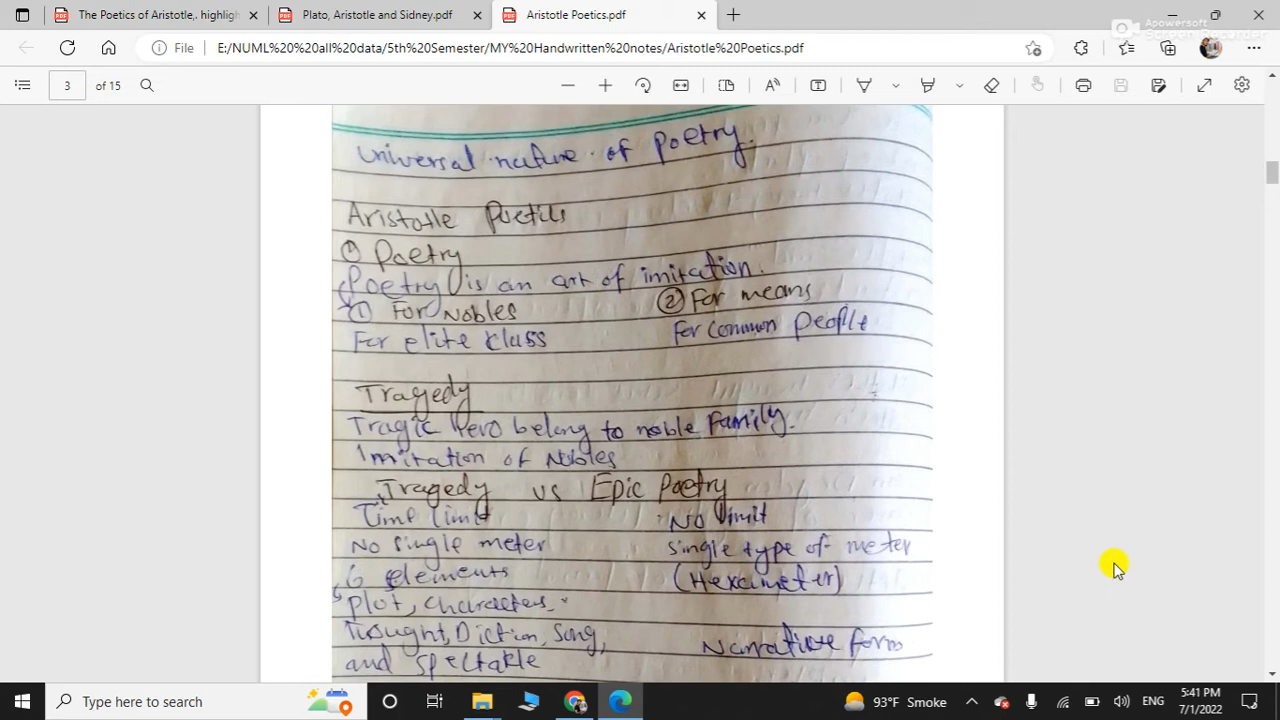 The Poetics of Aristotle,. highligh
Plato, Aristotle and Sidney.pdf
Aristotle Poetics.pdf
File
E:/NUML%20%20all%20data/5th%20Semester/MY%20Handwritten%20notes/Aristotle%20Poetics.pdf
Apowersoft
Screen Recorder
3 of 15
Universal nature of poetry.
Aristotle Poetics
① Poetry
Poetry is an art of imitation.
① For Nobles ② For means
For elite class For common people
Tragedy
Tragic hero belong to noble Family.
Imitation of Nobles
Tragedy vs Epic Poetry
Time limit No limit
No single meter single type of meter
6 elements (Hexameter)
plot, characters,
thought, Diction, Song, Narrative form
and spectakle
Type here to search
93°F Smoke
ENG
5:41 PM
7/1/2022